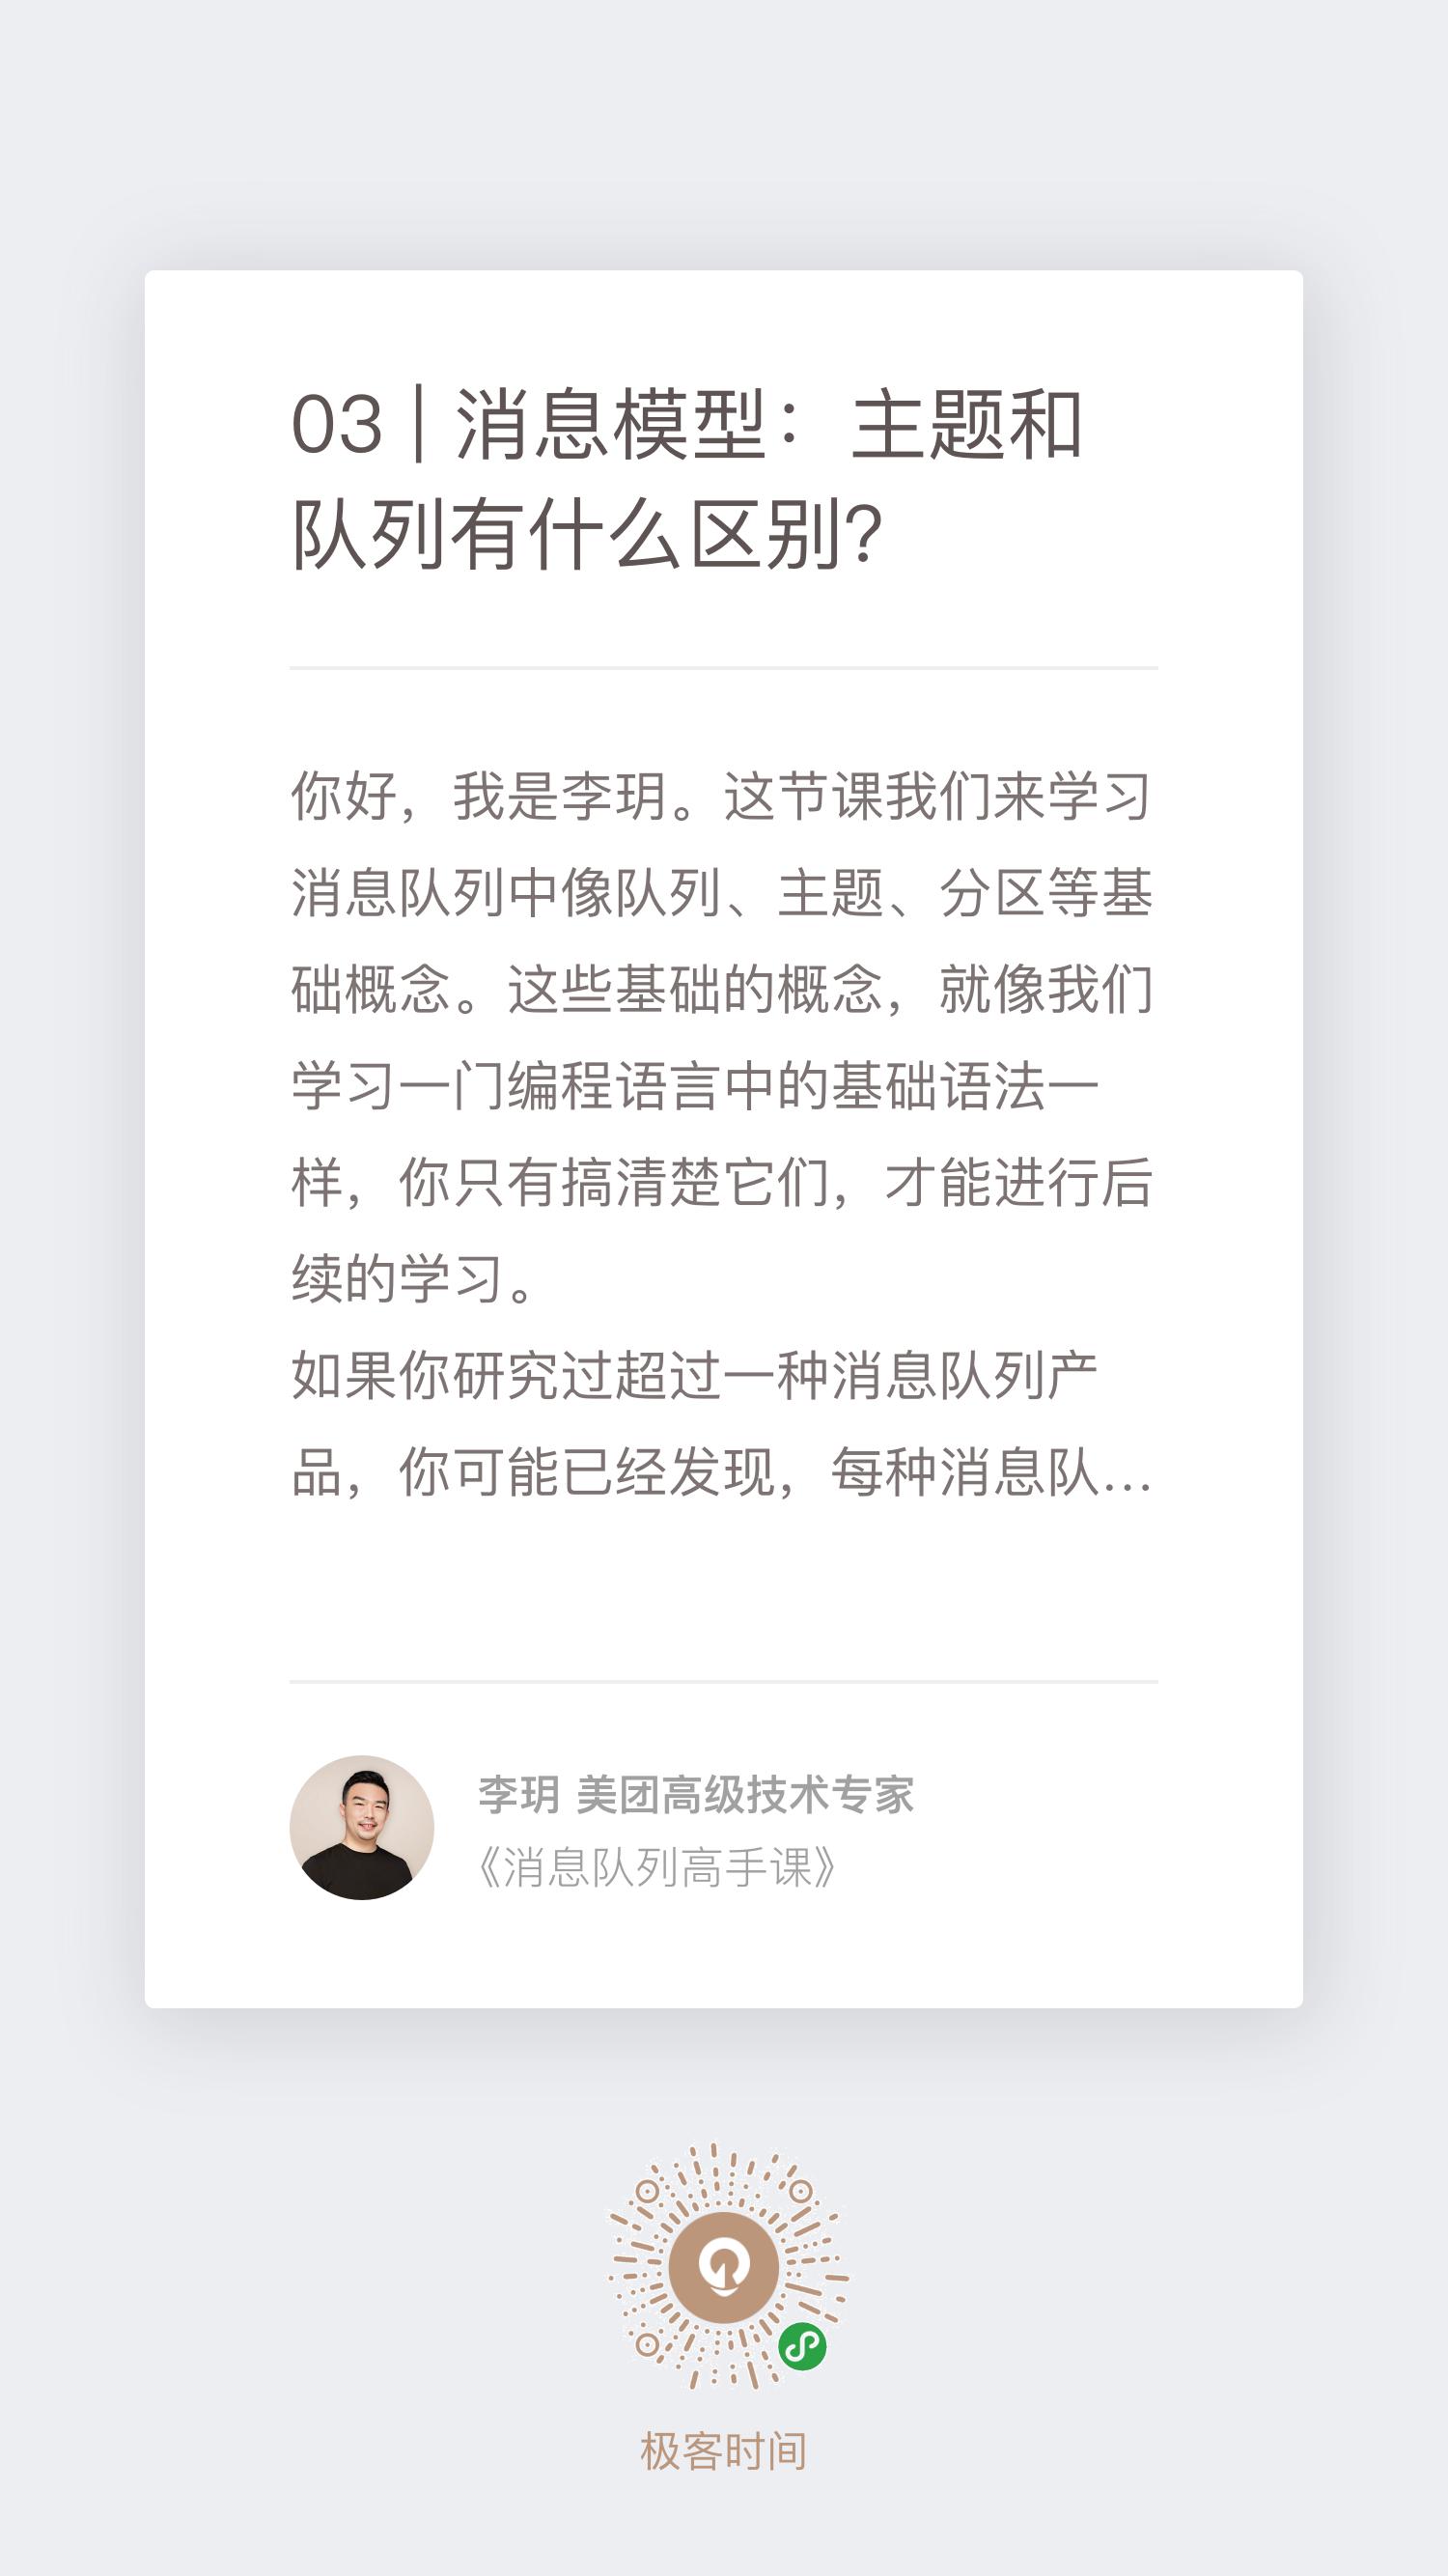 03 | 消息模型：主题和
队列有什么区别?
你好，我是李玥。这节课我们来学习
消息队列中像队列、主题、分区等基
础概念。这些基础的概念，就像我们
学习一门编程语言中的基础语法一
样，你只有搞清楚它们，才能进行后
续的学习。
如果你研究过超过一种消息队列产
品，你可能已经发现，每种消息队...
李玥 美团高级技术专家
《消息队列高手课》
极客时间